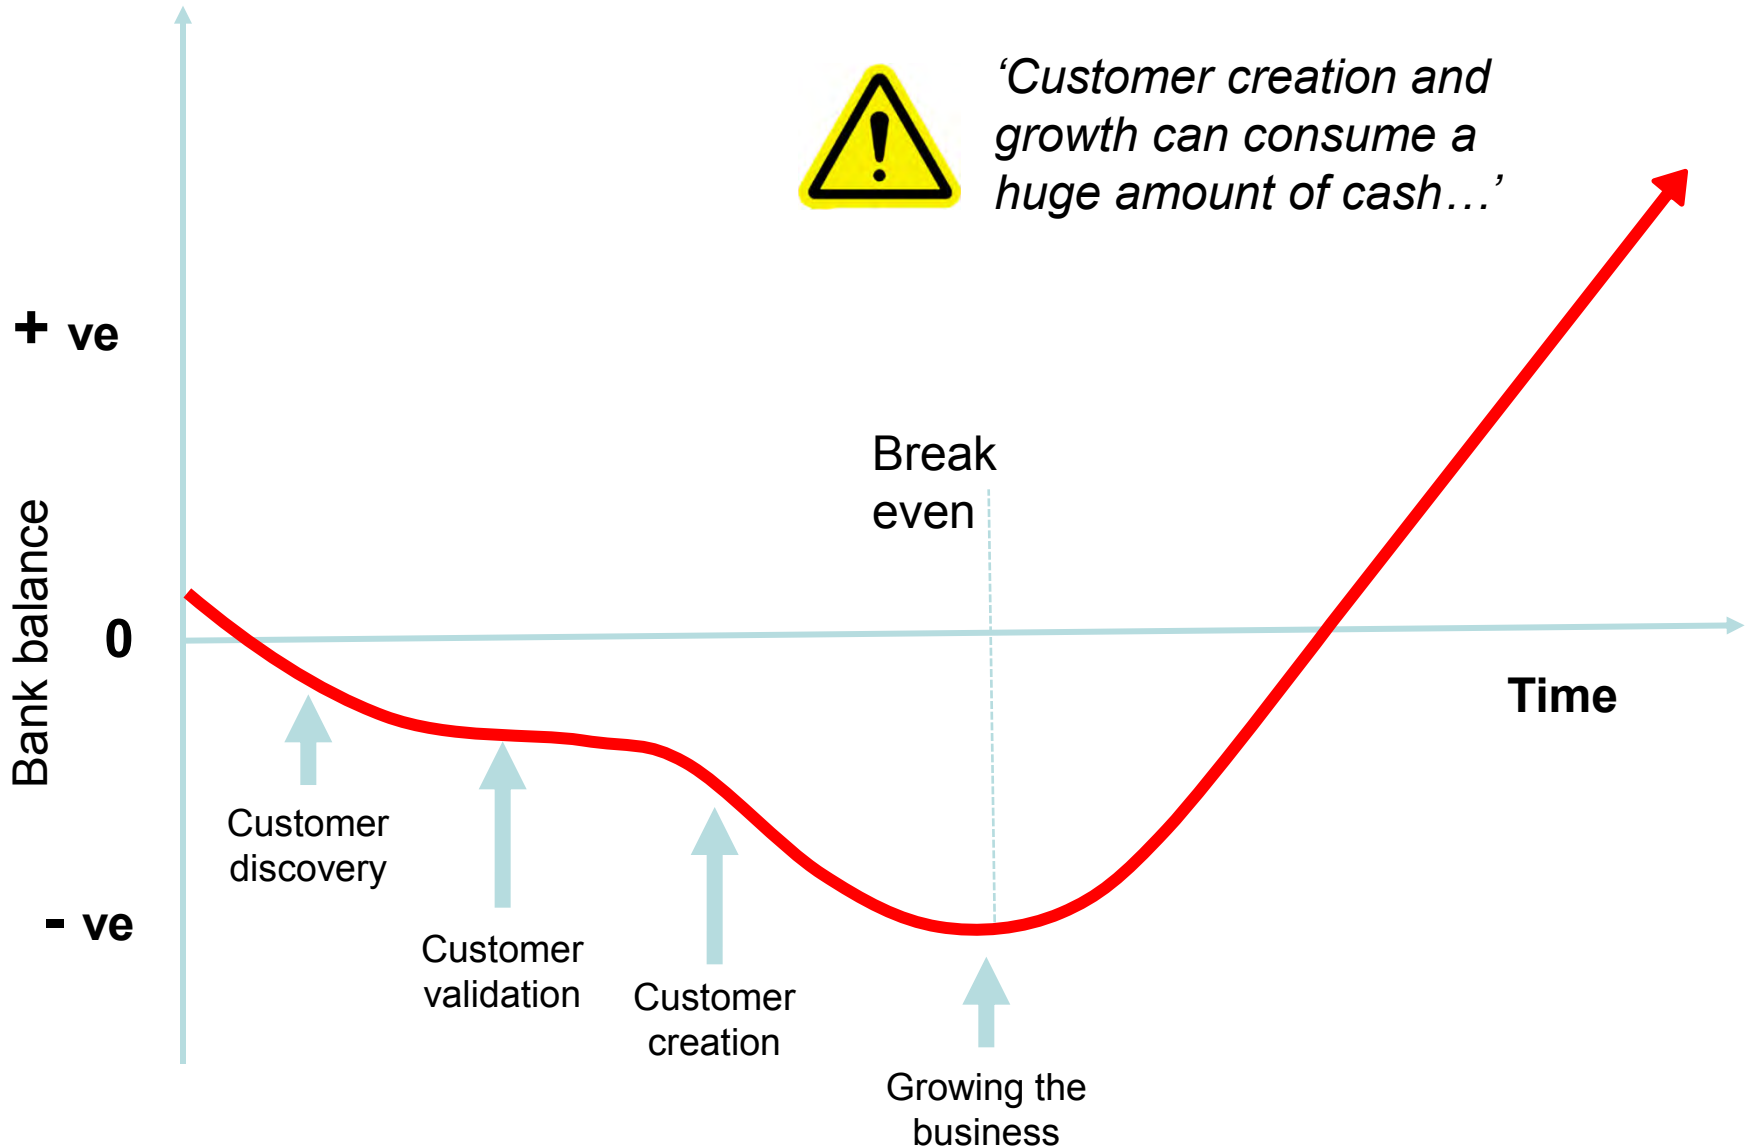 ‘Customer creation and
growth can consume a
huge amount of cash…’
+ ve
Break
even
Bank balance
0
Time
Customer
discovery
- ve
Customer
validation
Customer
creation
Growing the
business